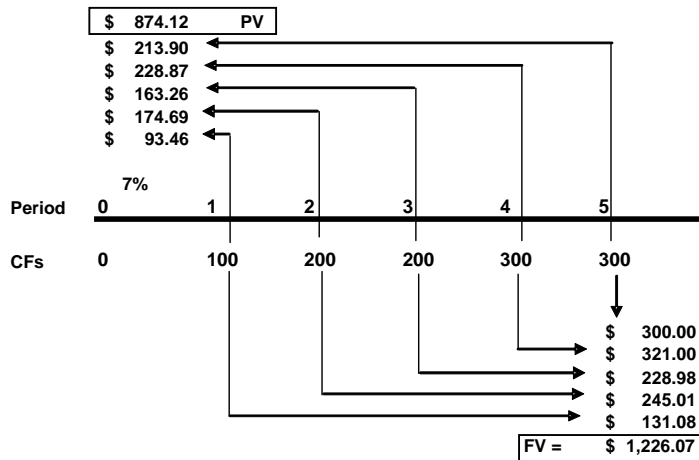 $ 874.12 PV
$ 213.90
$ 228.87
$ 163.26
$ 174.69
$ 93.46
7%
Period 0 1 2 3 4 5
CFs 0 100 200 200 300 300
$ 300.00
$ 321.00
$ 228.98
$ 245.01
$ 131.08
FV = $ 1,226.07